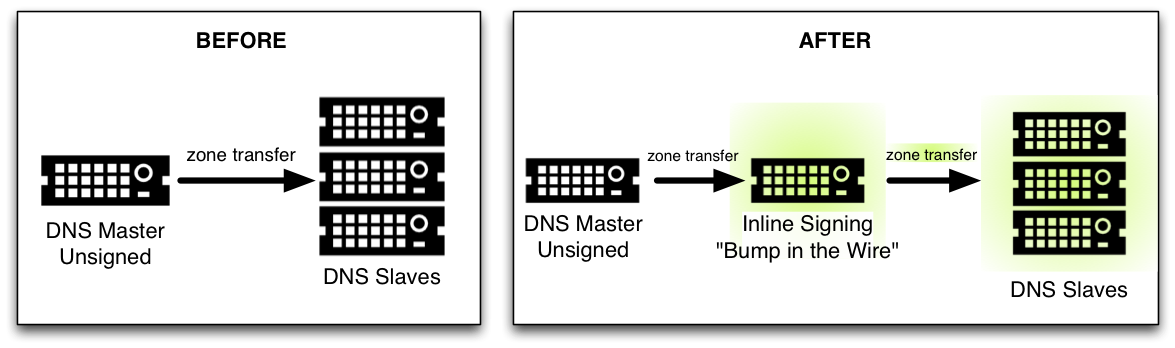 BEFORE
zone transfer
DNS Master
Unsigned
DNS Slaves
AFTER
zone transfer
zone transfer
DNS Master
Unsigned
Inline Signing
"Bump in the Wire"
DNS Slaves